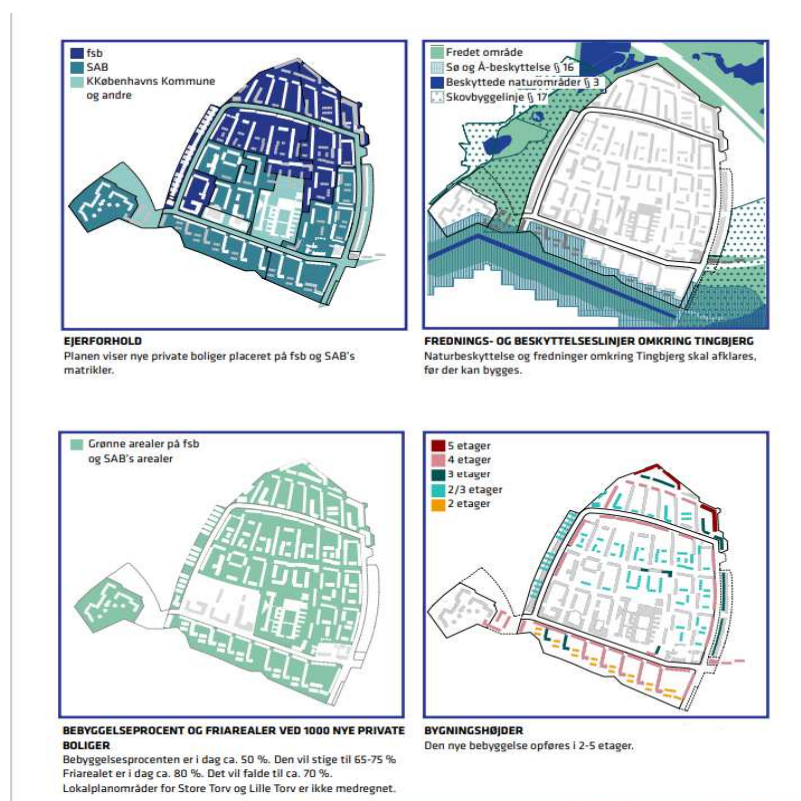 fsb
SAB
KKøbenhavns Kommune
og andre
Fredet område
Sø og Å-beskyttelse § 16
Beskyttede naturområder § 3
Skovbyggelinje § 17
EJERFORHOLD
Planen viser nye private boliger placeret på fsb og SAB's
matrikler.
FREDNINGS- OG BESKYTTELSESLINJER OMKRING TINGBJERG
Naturbeskyttelse og fredninger omkring Tingbjerg skal afklares,
før der kan bygges.
Grønne arealer på fsb
og SAB's arealer
5 etager
4 etager
3 etager
2/3 etager
2 etager
BEBYGGELSEPROCENT OG FRIAREALER VED 1000 NYE PRIVATE
BOLIGER
Bebyggelsesprocenten er i dag ca. 50 %. Den vil stige til 65-75 %
Friarealet er i dag ca. 80 %. Det vil falde til ca. 70 %.
Lokalplanområder for Store Torv og Lille Torv er ikke medregnet.
BYGNINGSHØJDER
Den nye bebyggelse opføres i 2-5 etager.